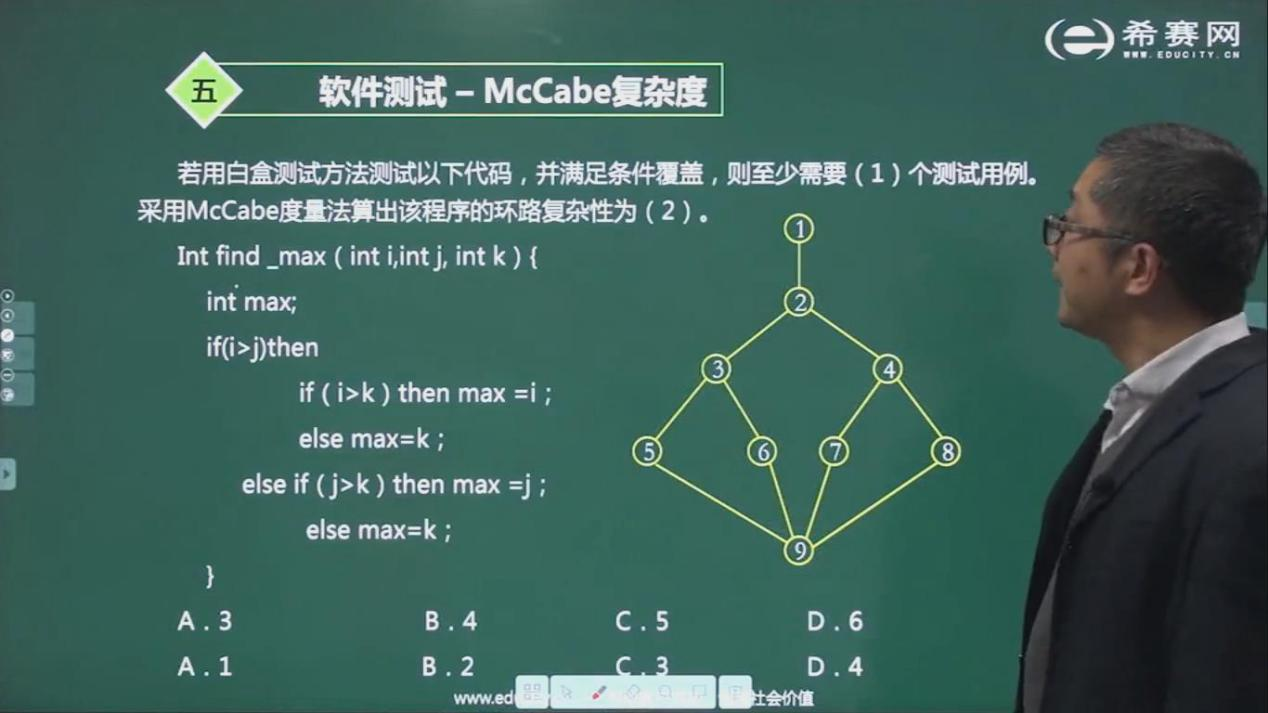 希赛网
WWW.EDUCITY.CN
五
软件测试 – McCabe复杂度
若用白盒测试方法测试以下代码，并满足条件覆盖，则至少需要（1）个测试用例。
采用McCabe度量法算出该程序的环路复杂性为（2）。
Int find _max ( int i,int j, int k ) {
int max;
if(i>j)then
if ( i>k ) then max =i ;
else max=k ;
else if ( j>k ) then max =j ;
else max=k ;
}
1
2
3 4
5 6 7 8
9
A . 3 B . 4 C . 5 D . 6
A . 1 B . 2 C . 3 D . 4
www.edu 社会价值